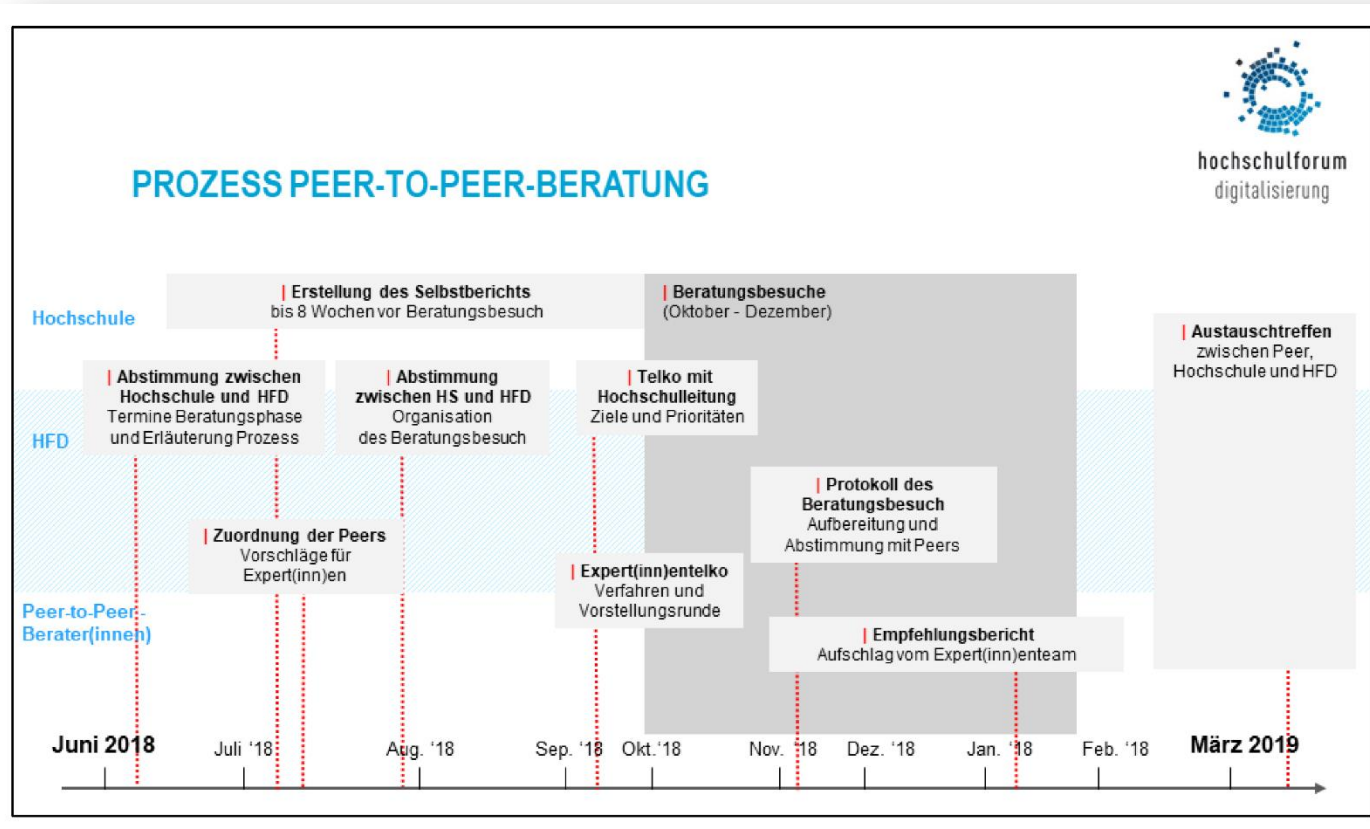 hochschulforum
digitalisierung
PROZESS PEER-TO-PEER-BERATUNG
Hochschule
| Erstellung des Selbstberichts
bis 8 Wochen vor Beratungsbesuch
| Beratungsbesuche
(Oktober - Dezember)
| Austauschtreffen
zwischen Peer,
Hochschule und HFD
| Abstimmung zwischen
Hochschule und HFD
Termine Beratungsphase
und Erläuterung Prozess
| Abstimmung
zwischen HS und HFD
Organisation
des Beratungsbesuch
| Telko mit
Hochschulleitung
Ziele und Prioritäten
HFD
| Protokoll des
Beratungsbesuch
Aufbereitung und
Abstimmung mit Peers
| Zuordnung der Peers
Vorschläge für
Expert(inn)en
| Expert(inn)entelko
Verfahren und
Vorstellungsrunde
Peer-to-Peer -
Berater(innen)
| Empfehlungsbericht
Aufschlag vom Expert(inn)enteam
Juni 2018 Juli '18 Aug. '18 Sep. '18 Okt.'18 Nov. '18 Dez. '18 Jan. '18 Feb. '18 März 2019